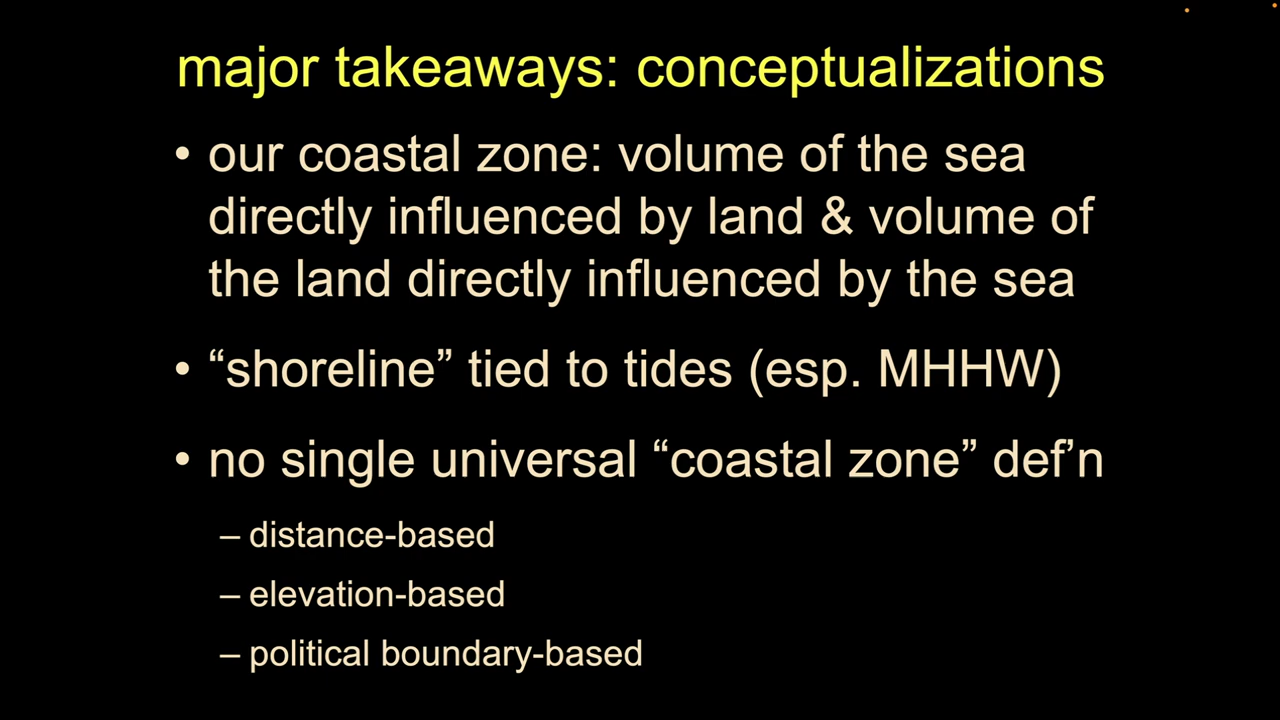 major takeaways: conceptualizations
• our coastal zone: volume of the sea
directly influenced by land & volume of
the land directly influenced by the sea
• “shoreline” tied to tides (esp. MHHW)
• no single universal “coastal zone” def’n
– distance-based
– elevation-based
– political boundary-based